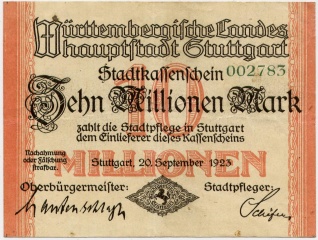 Württembergische Landes
hauptstadt Stuttgart
Stadtkassenschein 002783
10
Zehn Millionen Mark
zahlt die Stadtpflege in Stuttgart
dem Einlieferer dieses Kassenscheins
Nachahmung
oder Fälschung
strafbar.
MILLIONEN
Stuttgart, 20. September 1923
Oberbürgermeister: Stadtpfleger: